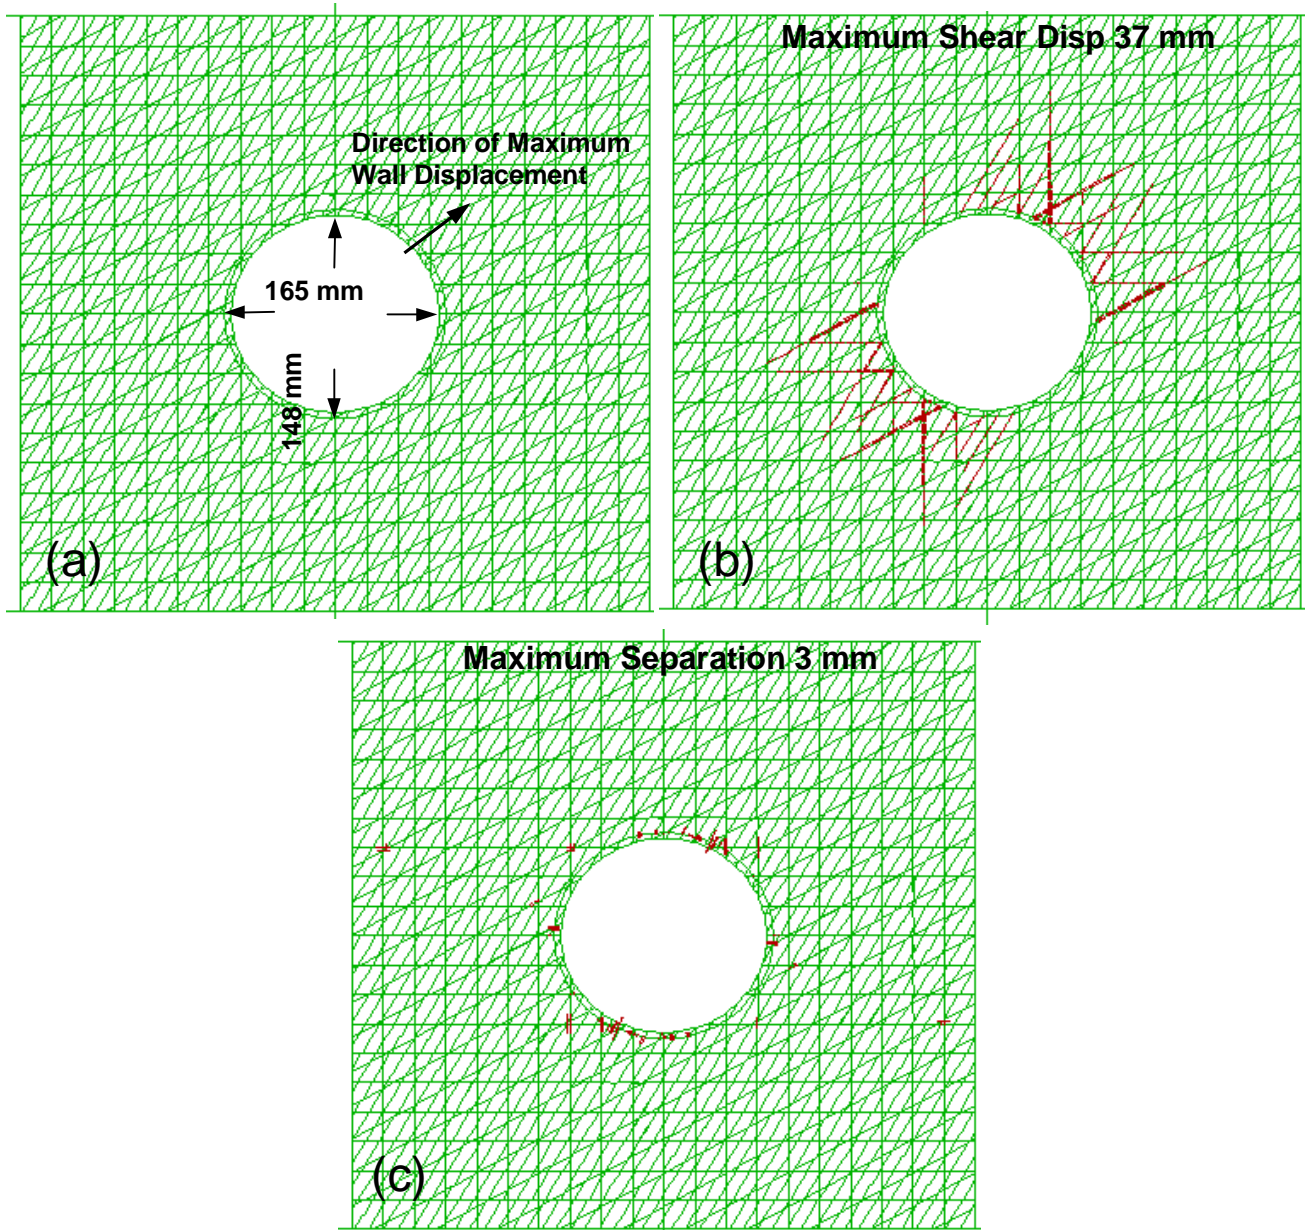 Direction of Maximum
Wall Displacement
165 mm
148 mm
(a)
Maximum Shear Disp 37 mm
(b)
Maximum Separation 3 mm
(c)